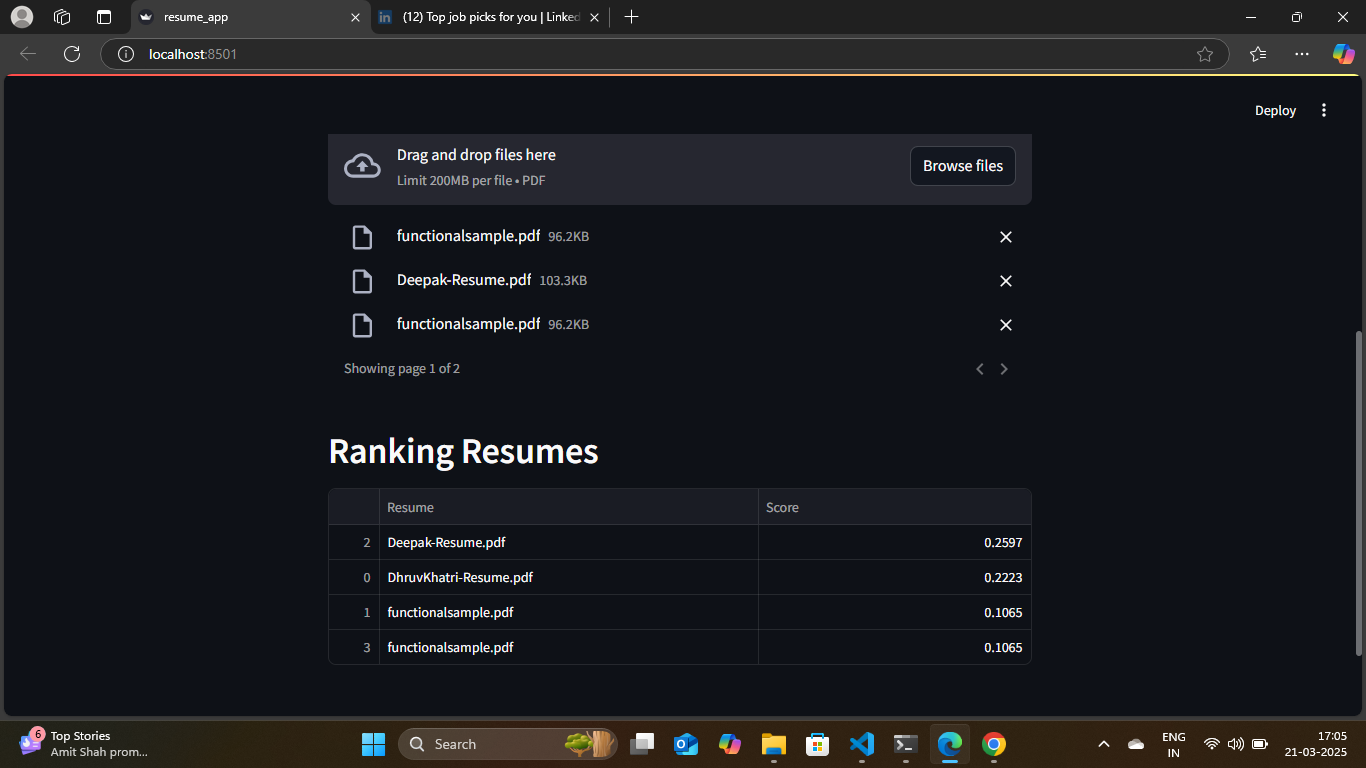 resume_app
(12) Top job picks for you | Linked
localhost:8501
Deploy
Drag and drop files here
Limit 200MB per file • PDF
Browse files
functionalsample.pdf 96.2KB
Deepak-Resume.pdf 103.3KB
functionalsample.pdf 96.2KB
Showing page 1 of 2
Ranking Resumes
Resume Score
2 Deepak-Resume.pdf 0.2597
0 DhruvKhatri-Resume.pdf 0.2223
1 functionalsample.pdf 0.1065
3 functionalsample.pdf 0.1065
6
Top Stories
Amit Shah prom...
Search
ENG
IN
17:05
21-03-2025